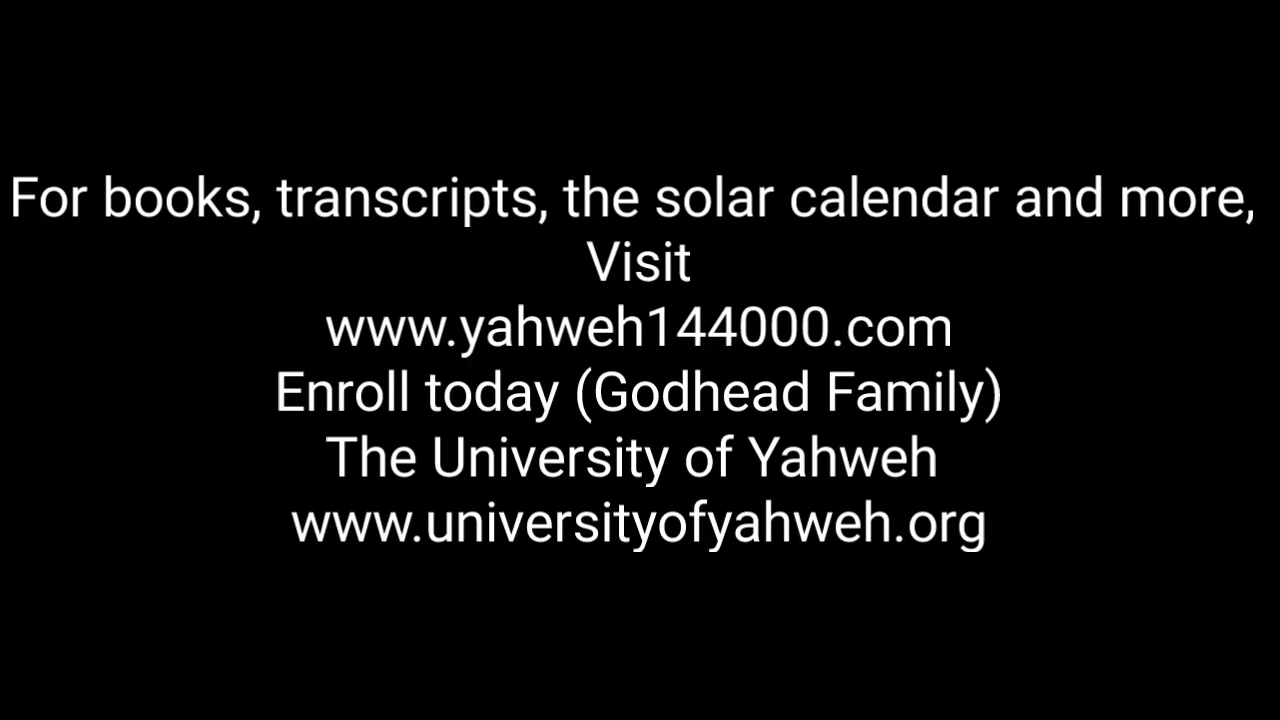 For books, transcripts, the solar calendar and more,
Visit
www.yahweh144000.com
Enroll today (Godhead Family)
The University of Yahweh
www.universityofyahweh.org